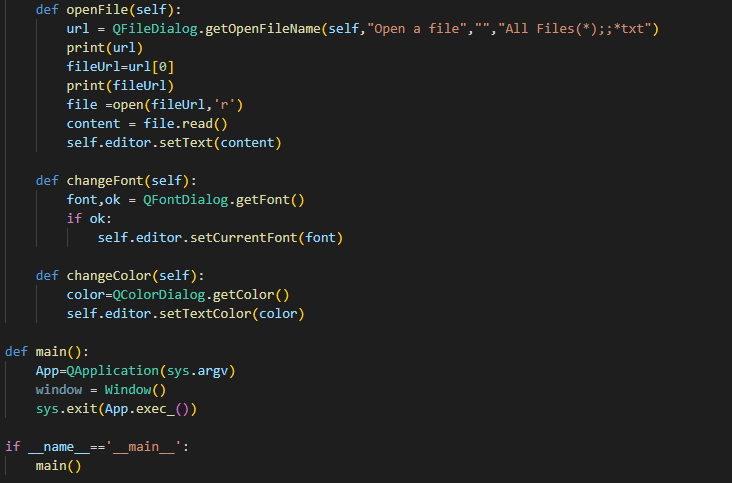 def openFile(self):
url = QFileDialog.getOpenFileName(self,"Open a file","","All Files(*);;*txt")
print(url)
fileUrl=url[0]
print(fileUrl)
file =open(fileUrl,'r')
content = file.read()
self.editor.setText(content)
def changeFont(self):
font,ok = QFontDialog.getFont()
if ok:
self.editor.setCurrentFont(font)
def changeColor(self):
color=QColorDialog.getColor()
self.editor.setTextColor(color)
def main():
App=QApplication(sys.argv)
window = Window()
sys.exit(App.exec_())
if __name__=='__main__':
main()